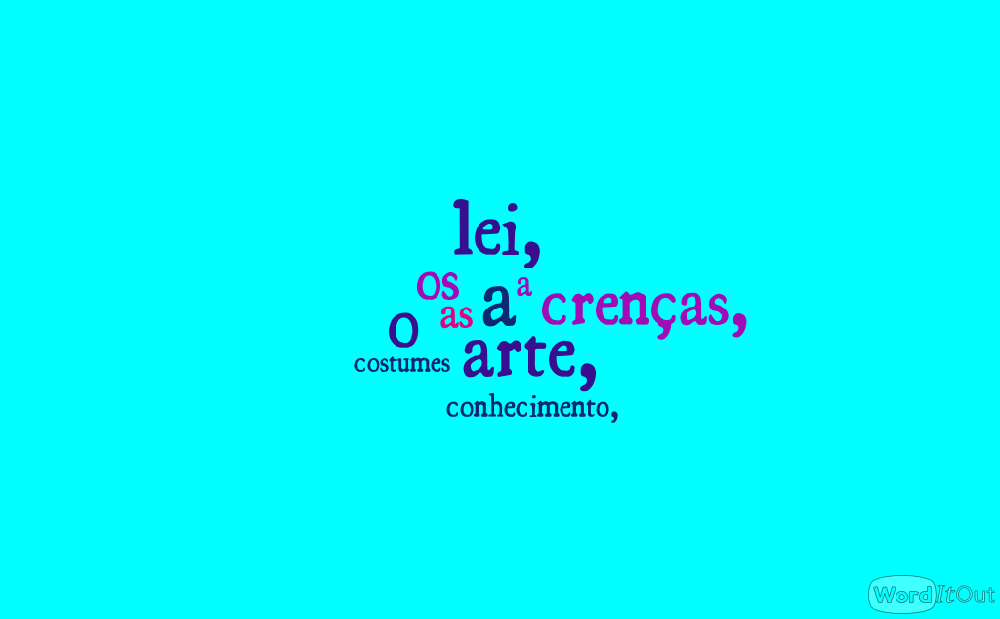 lei,
os a a
as crenças,
o arte,
costumes
conhecimento,
WordItOut